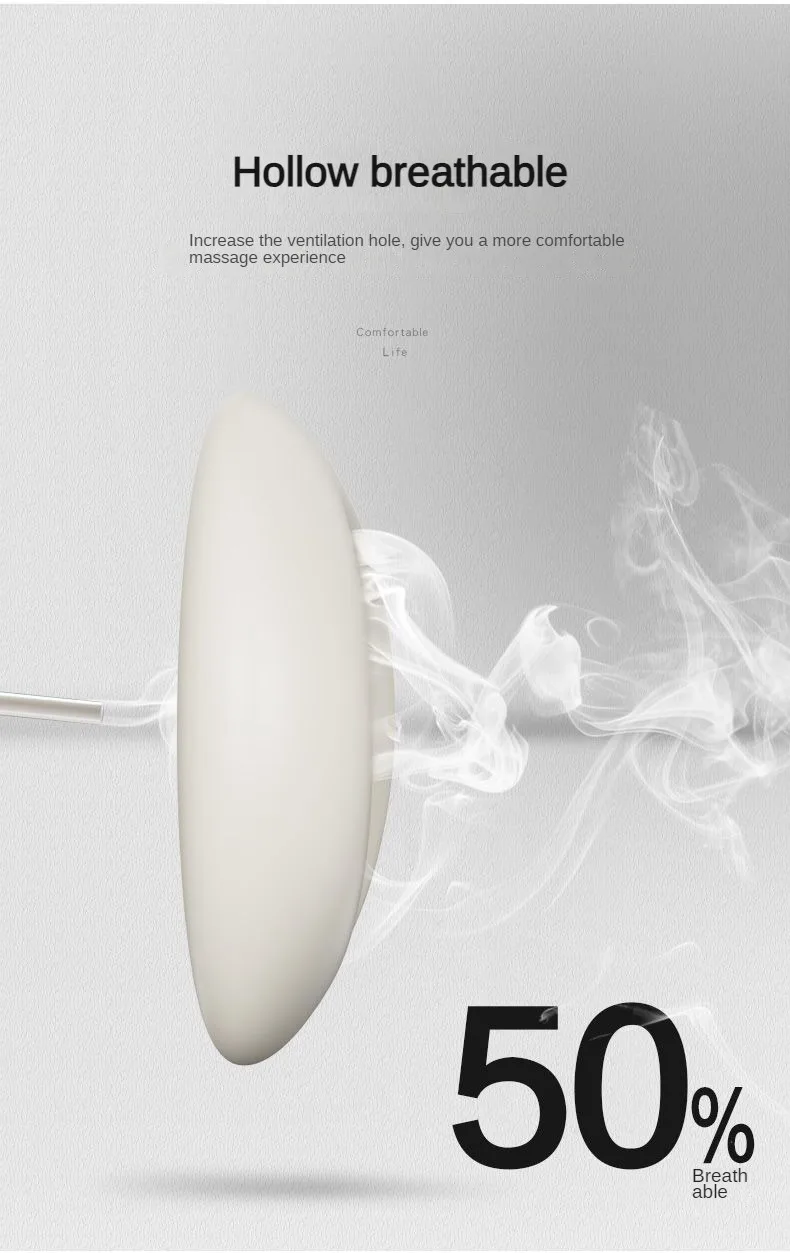 Hollow breathable
Increase the ventilation hole, give you a more comfortable
massage experience
Comfortable
Life
50%
Breath
able